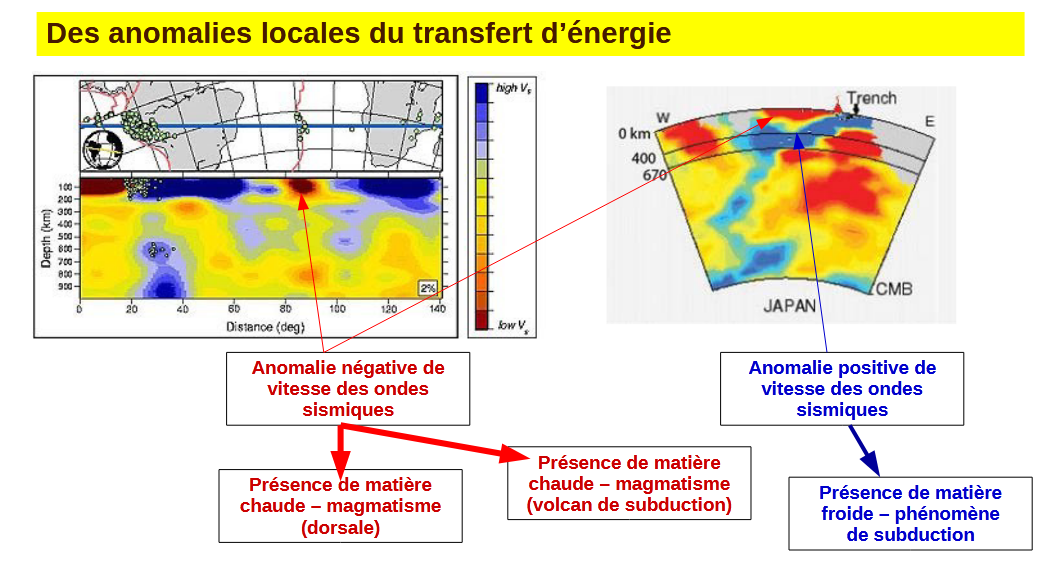 Des anomalies locales du transfert d’énergie
high Vs
low Vs
Depth (km)
100
200
300
400
500
600
700
800
900
2%
0
20
40
60
80
100
120
140
Distance (deg)
W
Trench
E
0 km
400
670
CMB
JAPAN
Anomalie négative de
vitesse des ondes
sismiques
Anomalie positive de
vitesse des ondes
sismiques
Présence de matière
chaude – magmatisme
(dorsale)
Présence de matière
chaude – magmatisme
(volcan de subduction)
Présence de matière
froide – phénomène
de subduction